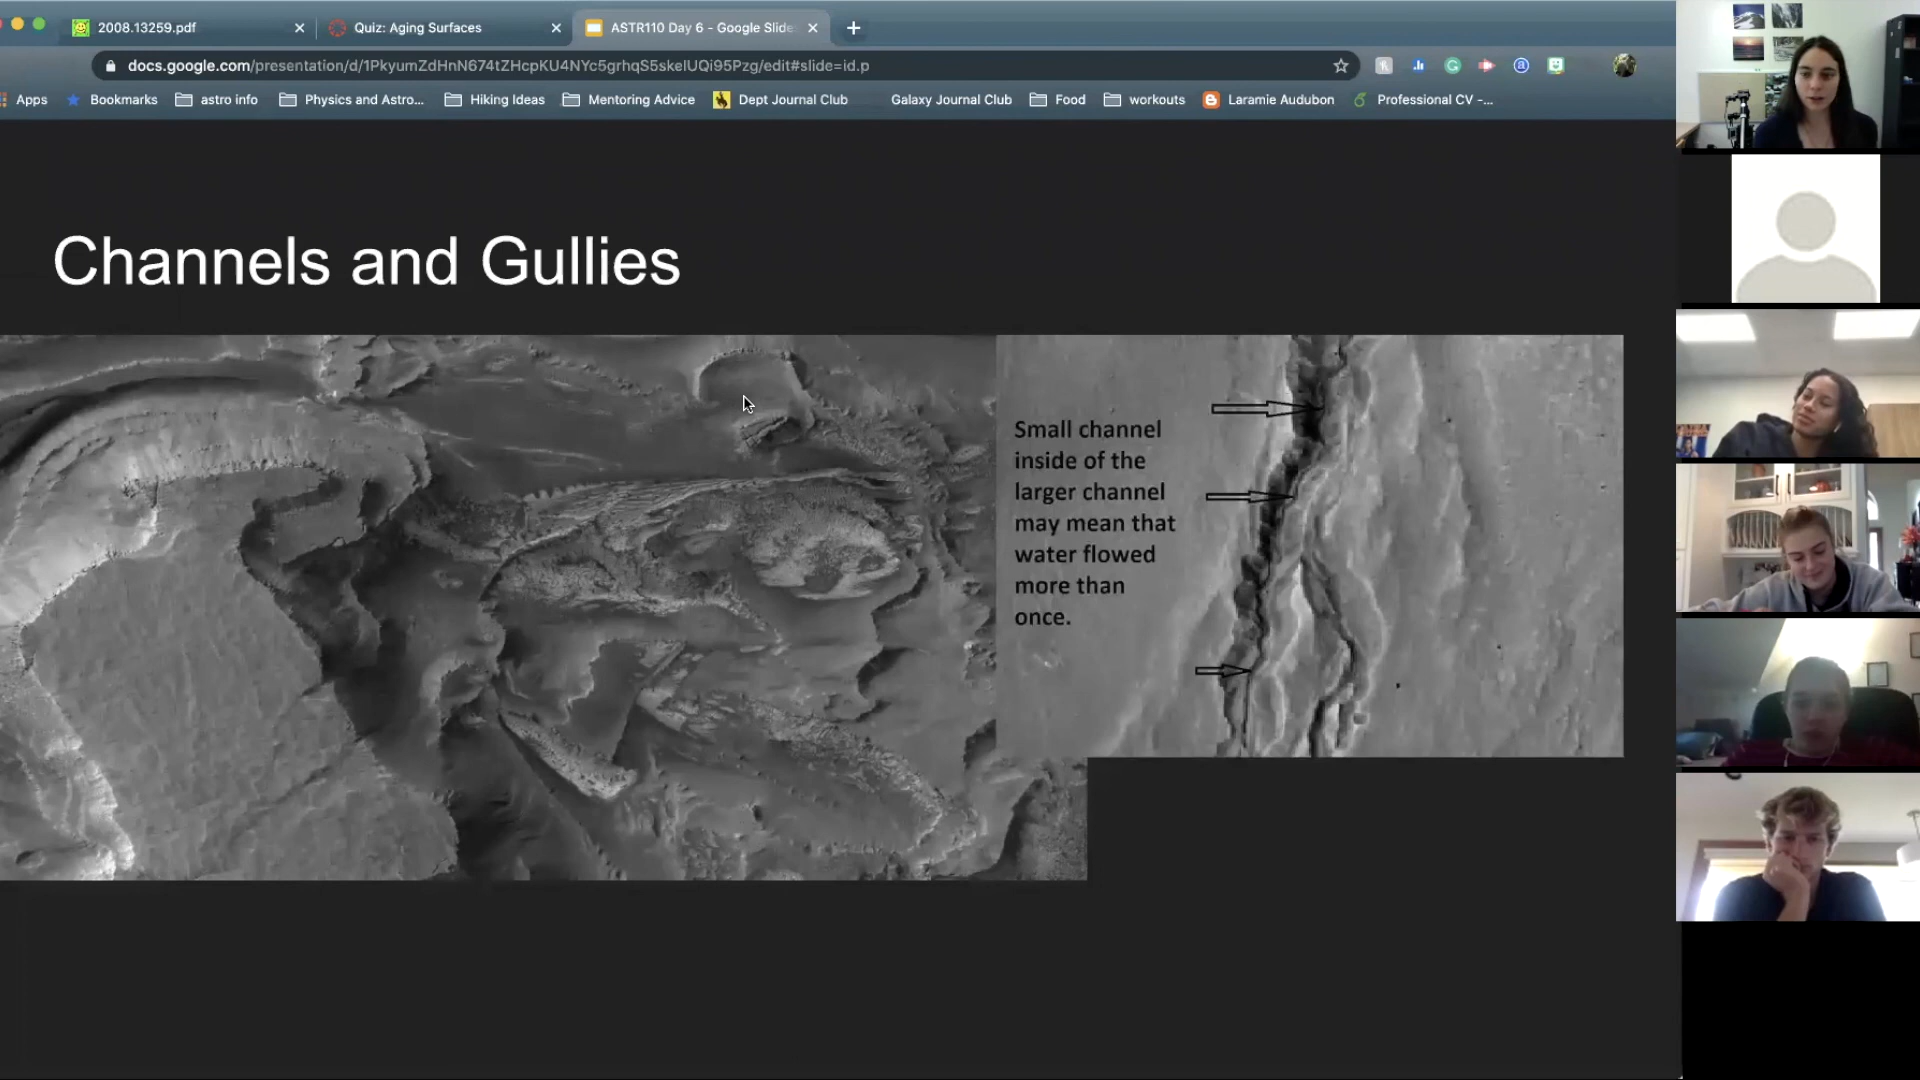 2008.13259.pdf
Quiz: Aging Surfaces
ASTR110 Day 6 - Google Slide
docs.google.com/presentation/d/1PkyumZdHnN674tZHcpKU4NYc5grhqS5skelUQi95Pzg/edit#slide=id.p
Apps
Bookmarks
astro info
Physics and Astro...
Hiking Ideas
Mentoring Advice
Dept Journal Club
Galaxy Journal Club
Food
workouts
Laramie Audubon
Professional CV -...
Channels and Gullies
Small channel
inside of the
larger channel
may mean that
water flowed
more than
once.